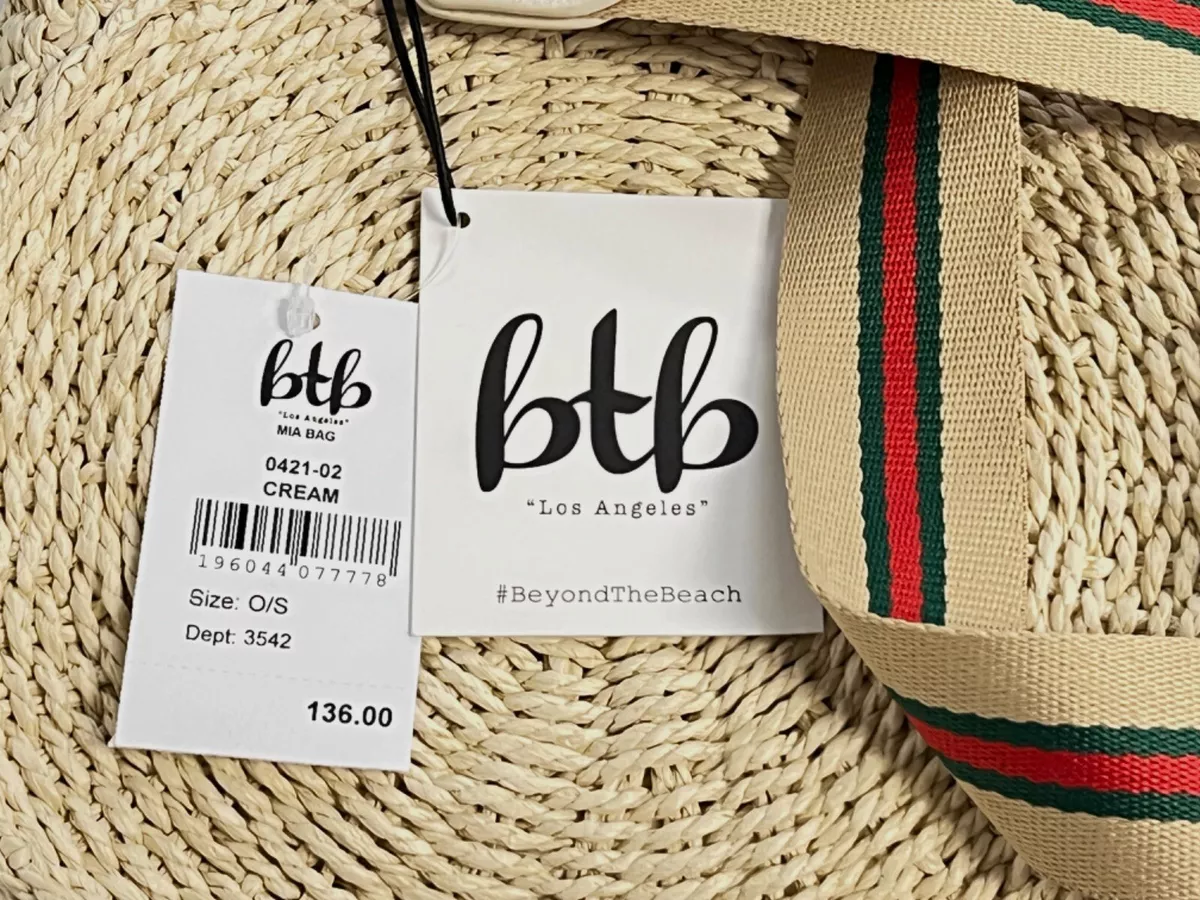 btb
"Los Angeles"
MIA BAG
0421-02
CREAM
196044 077778
Size: O/S
Dept: 3542
136.00
btb
“Los Angeles”
#BeyondTheBeach